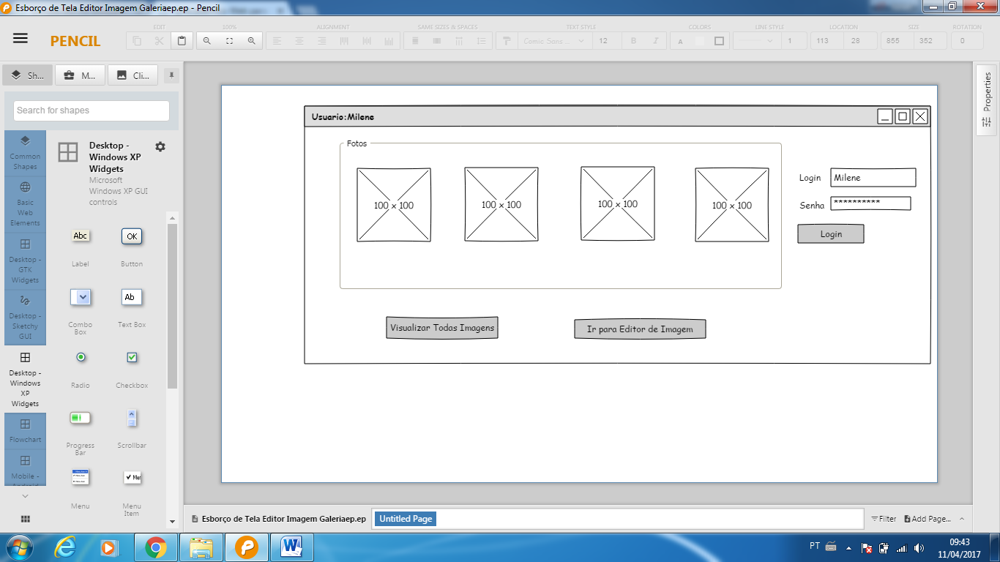 Esborço de Tela Editor Imagem Galeriaep.ep - Pencil
EDIT
100%
ALIGNMENT
SAME SIZES & SPACES
TEXT STYLE
COLORS
LINE STYLE
LOCATION
SIZE
ROTATION
PENCIL
Comic Sans ...
12
B
I
A
1
113
28
855
352
0
Sh...
M...
Cli...
Properties
Search for shapes
Common
Shapes
Basic
Web
Elements
Desktop -
GTK
Widgets
Desktop -
Sketchy
GUI
Desktop -
Windows
XP
Widgets
Flowchart
Mobile -
Android
Desktop -
Windows XP
Widgets
Microsoft
Windows XP GUI
controls
Abc
OK
Label
Button
Ab
Combo
Box
Text Box
Radio
Checkbox
Progress
Bar
Scrollbar
Menu
Menu
Item
Usuario:Milene
Fotos
100 x 100
100 x 100
100 x 100
100 x 100
Login
Milene
Senha
**********
Login
Visualizar Todas Imagens
Ir para Editor de Imagem
Esborço de Tela Editor Imagem Galeriaep.ep
Untitled Page
Filter
Add Page...
PT
09:43
11/04/2017